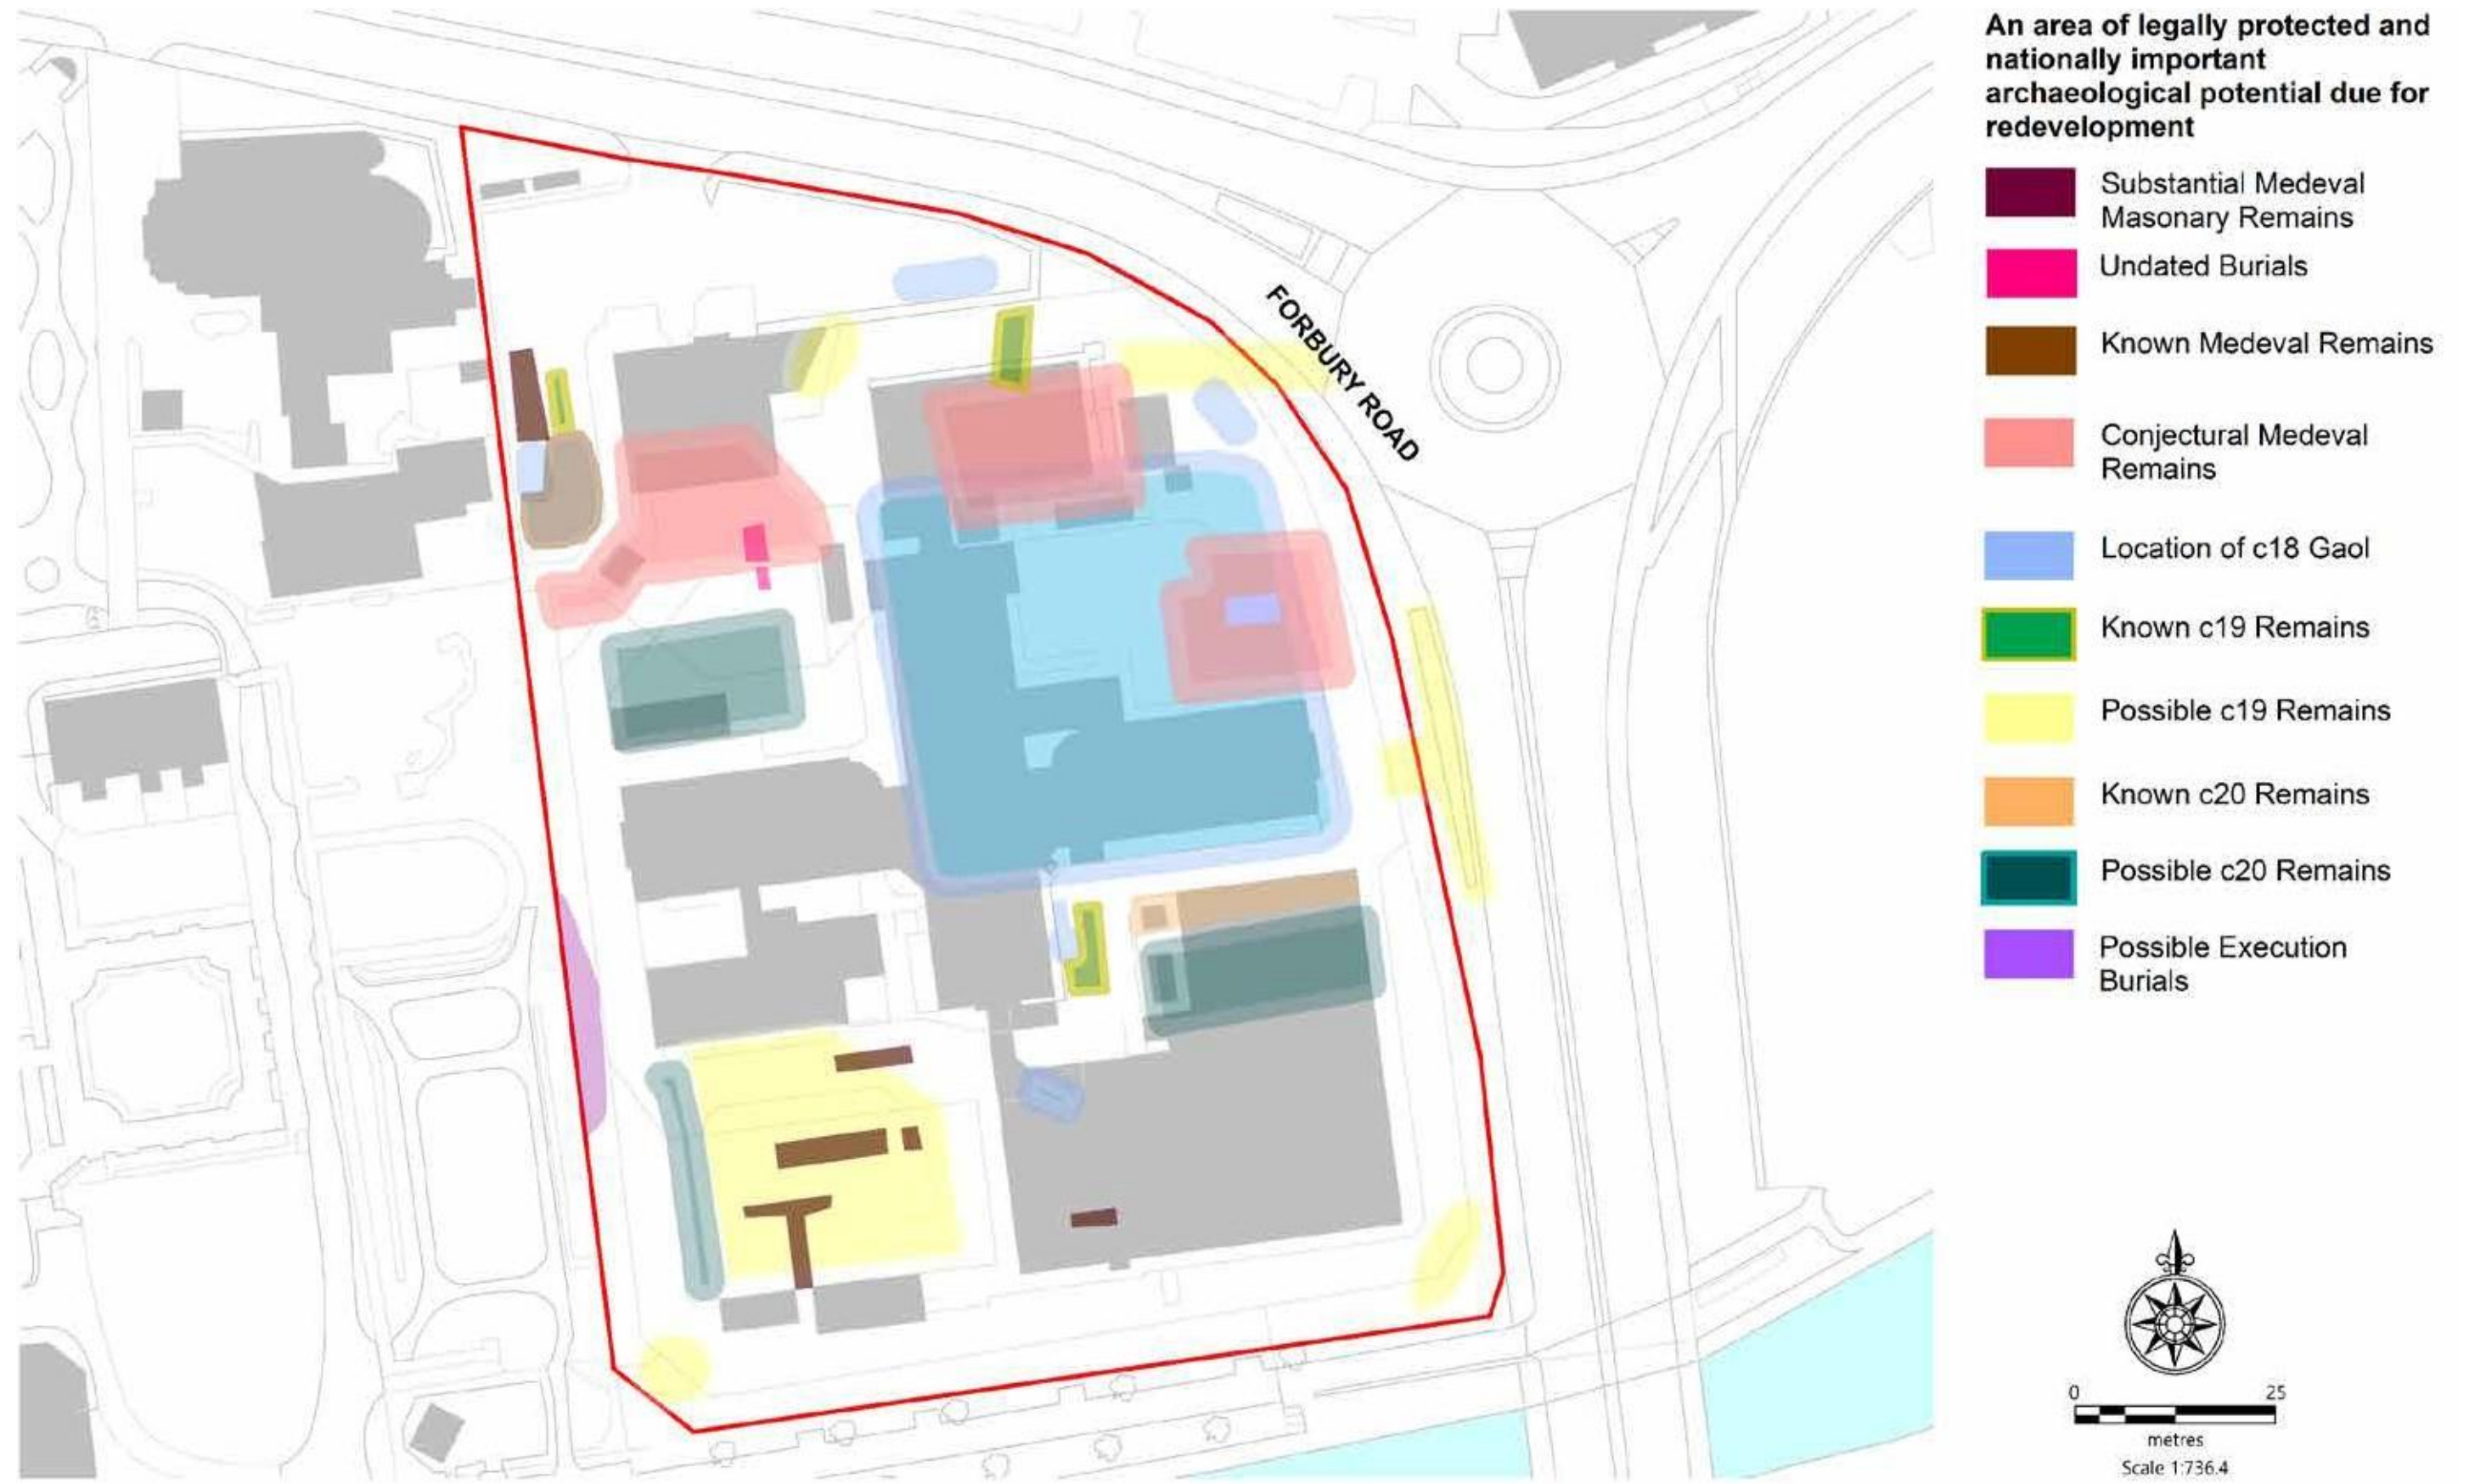 An area of legally protected and
nationally important
archaeological potential due for
redevelopment
Substantial Medeval
Masonary Remains
Undated Burials
Known Medeval Remains
Conjectural Medeval
Remains
Location of c18 Gaol
Known c19 Remains
Possible c19 Remains
Known c20 Remains
Possible c20 Remains
Possible Execution
Burials
FORBURY ROAD
0 25
metres
Scale 1:736.4